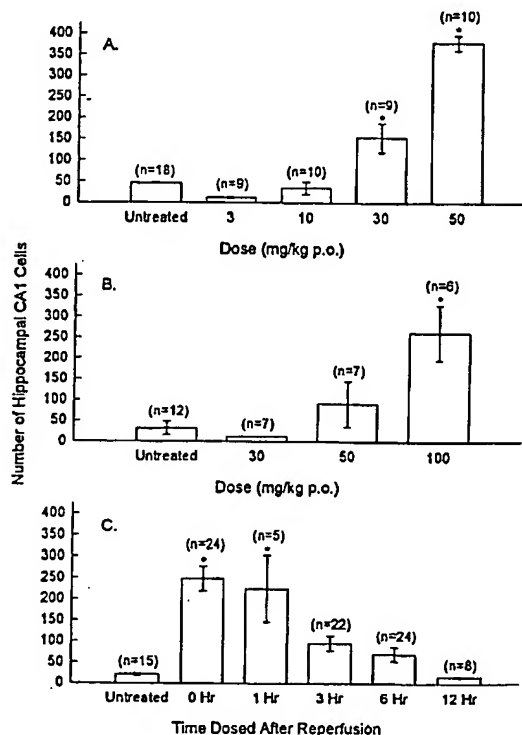 A.
400
350
300
250
200
150
100
50
0
(n=18)
(n=9)
(n=10)
(n=9)
*
(n=10)
*
Untreated 3 10 30 50
Dose (mg/kg p.o.)
Number of Hippocampal CA1 Cells
B.
400
350
300
250
200
150
100
50
0
(n=12)
(n=7)
(n=7)
(n=6)
*
Untreated 30 50 100
Dose (mg/kg p.o.)
C.
400
350
300
250
200
150
100
50
0
(n=15)
(n=24)
*
(n=5)
*
(n=22)
(n=24)
(n=8)
Untreated 0 Hr 1 Hr 3 Hr 6 Hr 12 Hr
Time Dosed After Reperfusion